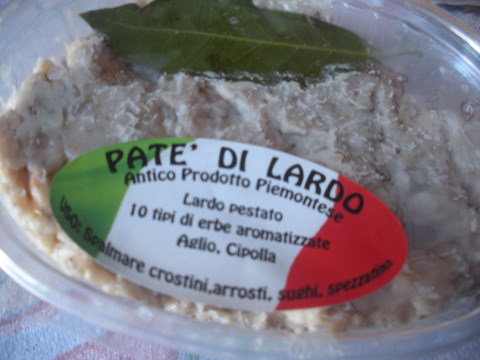 PATE' DI LARDO
Antico Prodotto Piemontese
Lardo pestato
10 tipi di erbe aromatizzate
Aglio, Cipolla
USO: Spalmare crostini,arrosti, sughi, spezzatino